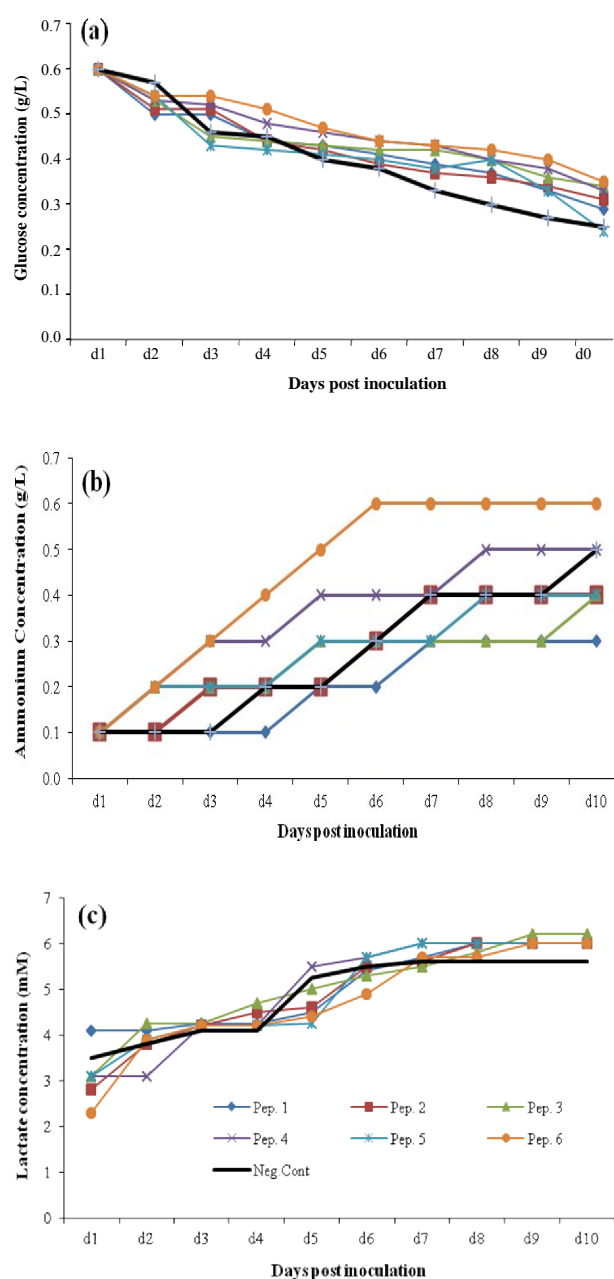 (a)
Glucose concentration (g/L)
0.7
0.6
0.5
0.4
0.3
0.2
0.1
0.0
d1 d2 d3 d4 d5 d6 d7 d8 d9 d0
Days post inoculation
(b)
Ammonium Concentration (g/L)
0.7
0.6
0.5
0.4
0.3
0.2
0.1
0.0
d1 d2 d3 d4 d5 d6 d7 d8 d9 d10
Days post inoculation
(c)
Lactate concentration (mM)
7
6
5
4
3
2
1
0
Pep. 1 Pep. 2 Pep. 3
Pep. 4 Pep. 5 Pep. 6
Neg Cont
d1 d2 d3 d4 d5 d6 d7 d8 d9 d10
Days post inoculation